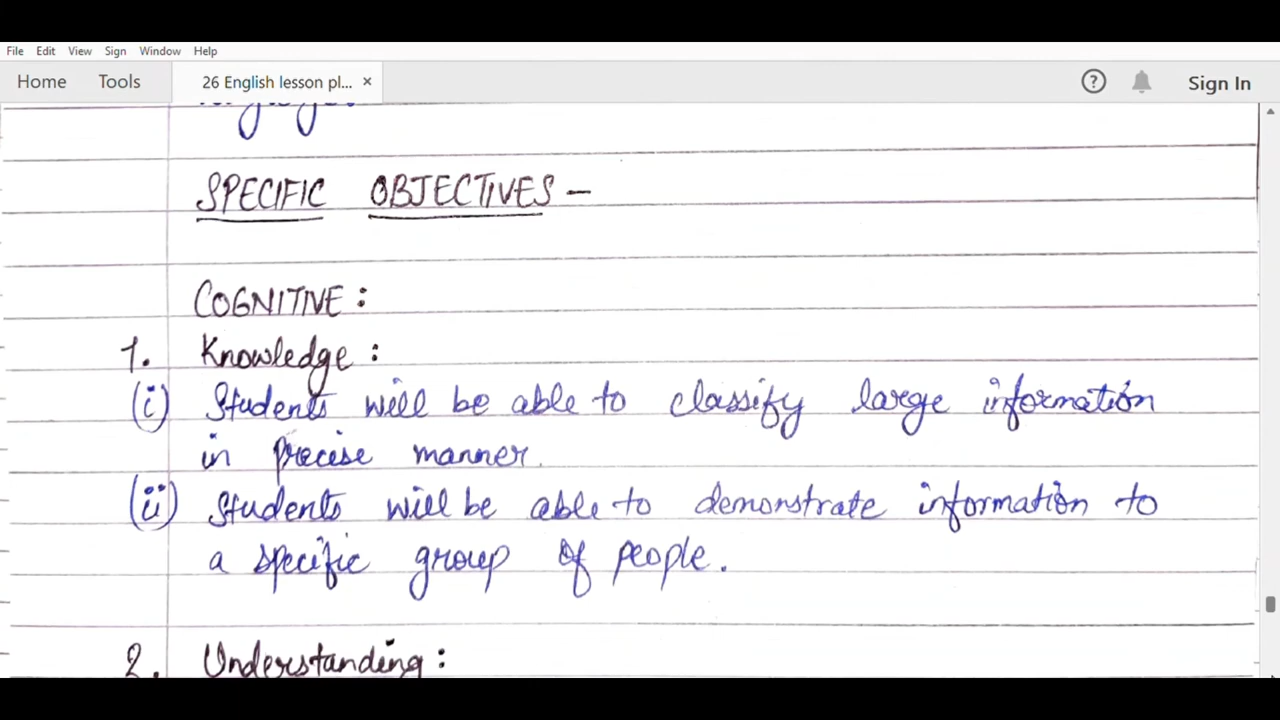 File Edit View Sign Window Help
Home Tools 26 English lesson pl... × Sign In
SPECIFIC OBJECTIVES -
COGNITIVE :
1. Knowledge :
(i) Students will be able to classify large information
in precise manner.
(ii) Students will be able to demonstrate information to
a specific group of people.
2. Understanding :